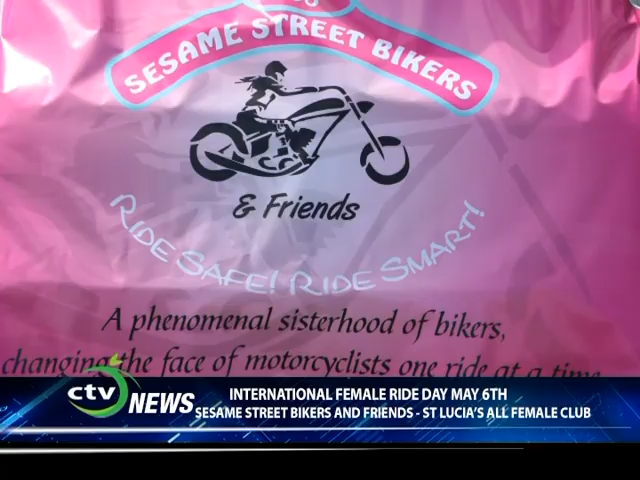 SESAME STREET BIKERS
& Friends
RIDE SAFE! RIDE SMART!
A phenomenal sisterhood of bikers,
changing the face of motorcyclists one ride at a time
ctv NEWS
INTERNATIONAL FEMALE RIDE DAY MAY 6TH
SESAME STREET BIKERS AND FRIENDS - ST LUCIA'S ALL FEMALE CLUB